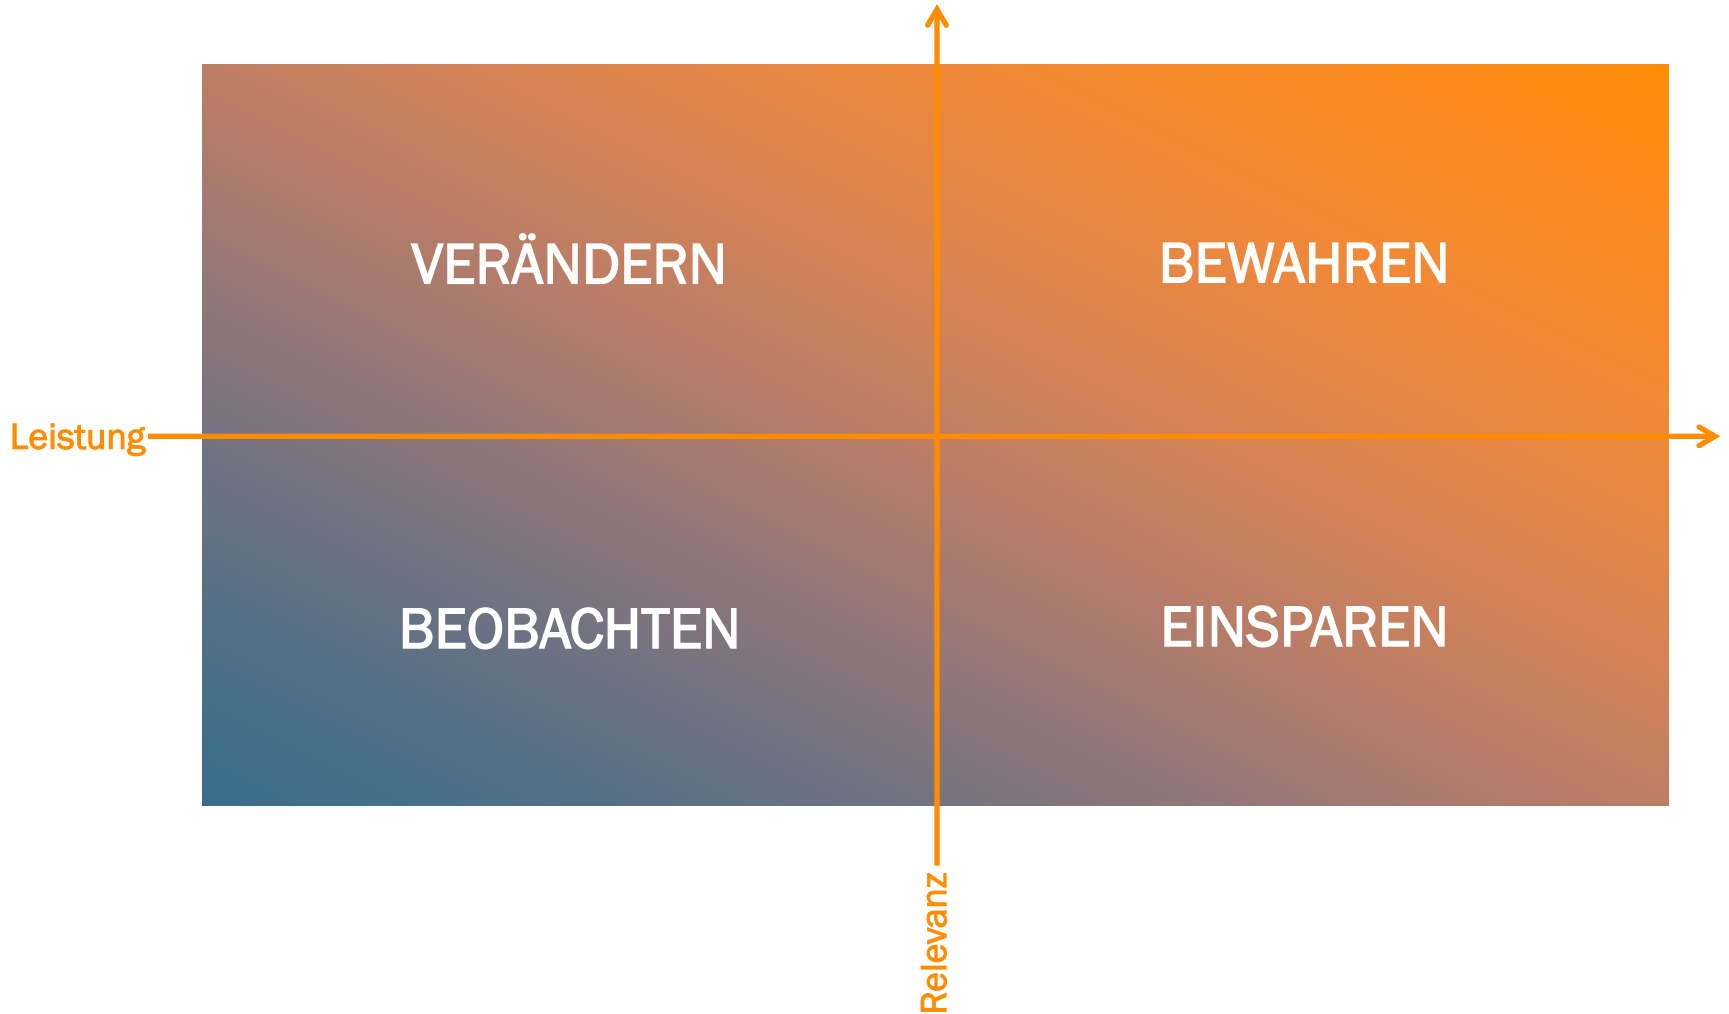 VERÄNDERN
BEWAHREN
Leistung
BEOBACHTEN
EINSPAREN
Relevanz